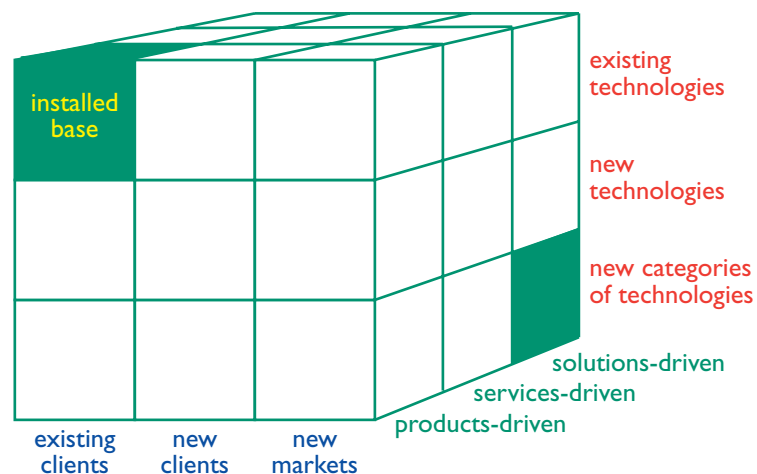 existing
technologies
installed
base
new
technologies
new categories
of technologies
solutions-driven
services-driven
products-driven
existing
clients
new
clients
new
markets